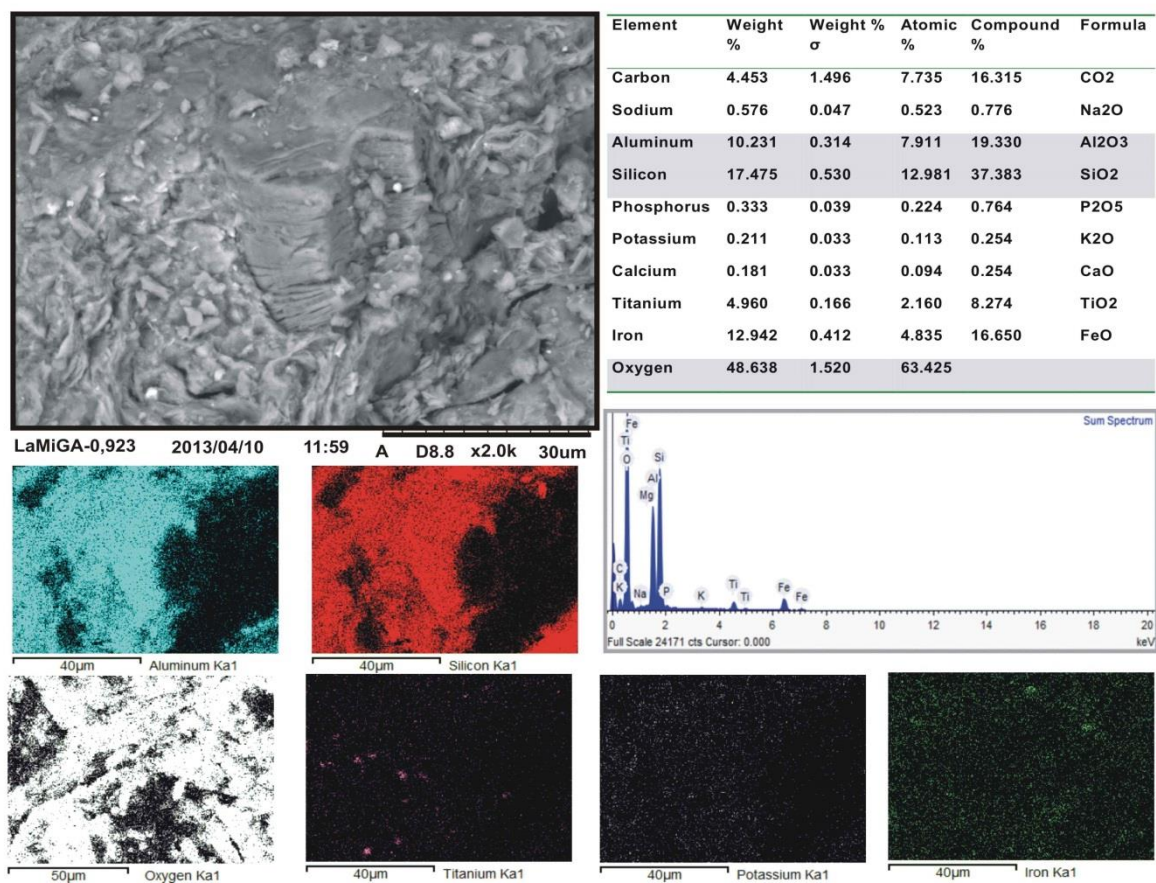 Element Weight % Weight % σ Atomic % Compound % Formula
Carbon 4.453 1.496 7.735 16.315 CO2
Sodium 0.576 0.047 0.523 0.776 Na2O
Aluminum 10.231 0.314 7.911 19.330 Al2O3
Silicon 17.475 0.530 12.981 37.383 SiO2
Phosphorus 0.333 0.039 0.224 0.764 P2O5
Potassium 0.211 0.033 0.113 0.254 K2O
Calcium 0.181 0.033 0.094 0.254 CaO
Titanium 4.960 0.166 2.160 8.274 TiO2
Iron 12.942 0.412 4.835 16.650 FeO
Oxygen 48.638 1.520 63.425
LaMiGA-0,923 2013/04/10 11:59 A D8.8 x2.0k 30um
Sum Spectrum
Fe
Ti
O
Si
Al
Mg
C
K
Na
P
K
Ti
Ti
Fe
Fe
0 2 4 6 8 10 12 14 16 18 20
Full Scale 24171 cts Cursor: 0.000 keV
40μm Aluminum Ka1
40μm Silicon Ka1
50μm Oxygen Ka1
40μm Titanium Ka1
40μm Potassium Ka1
40μm Iron Ka1